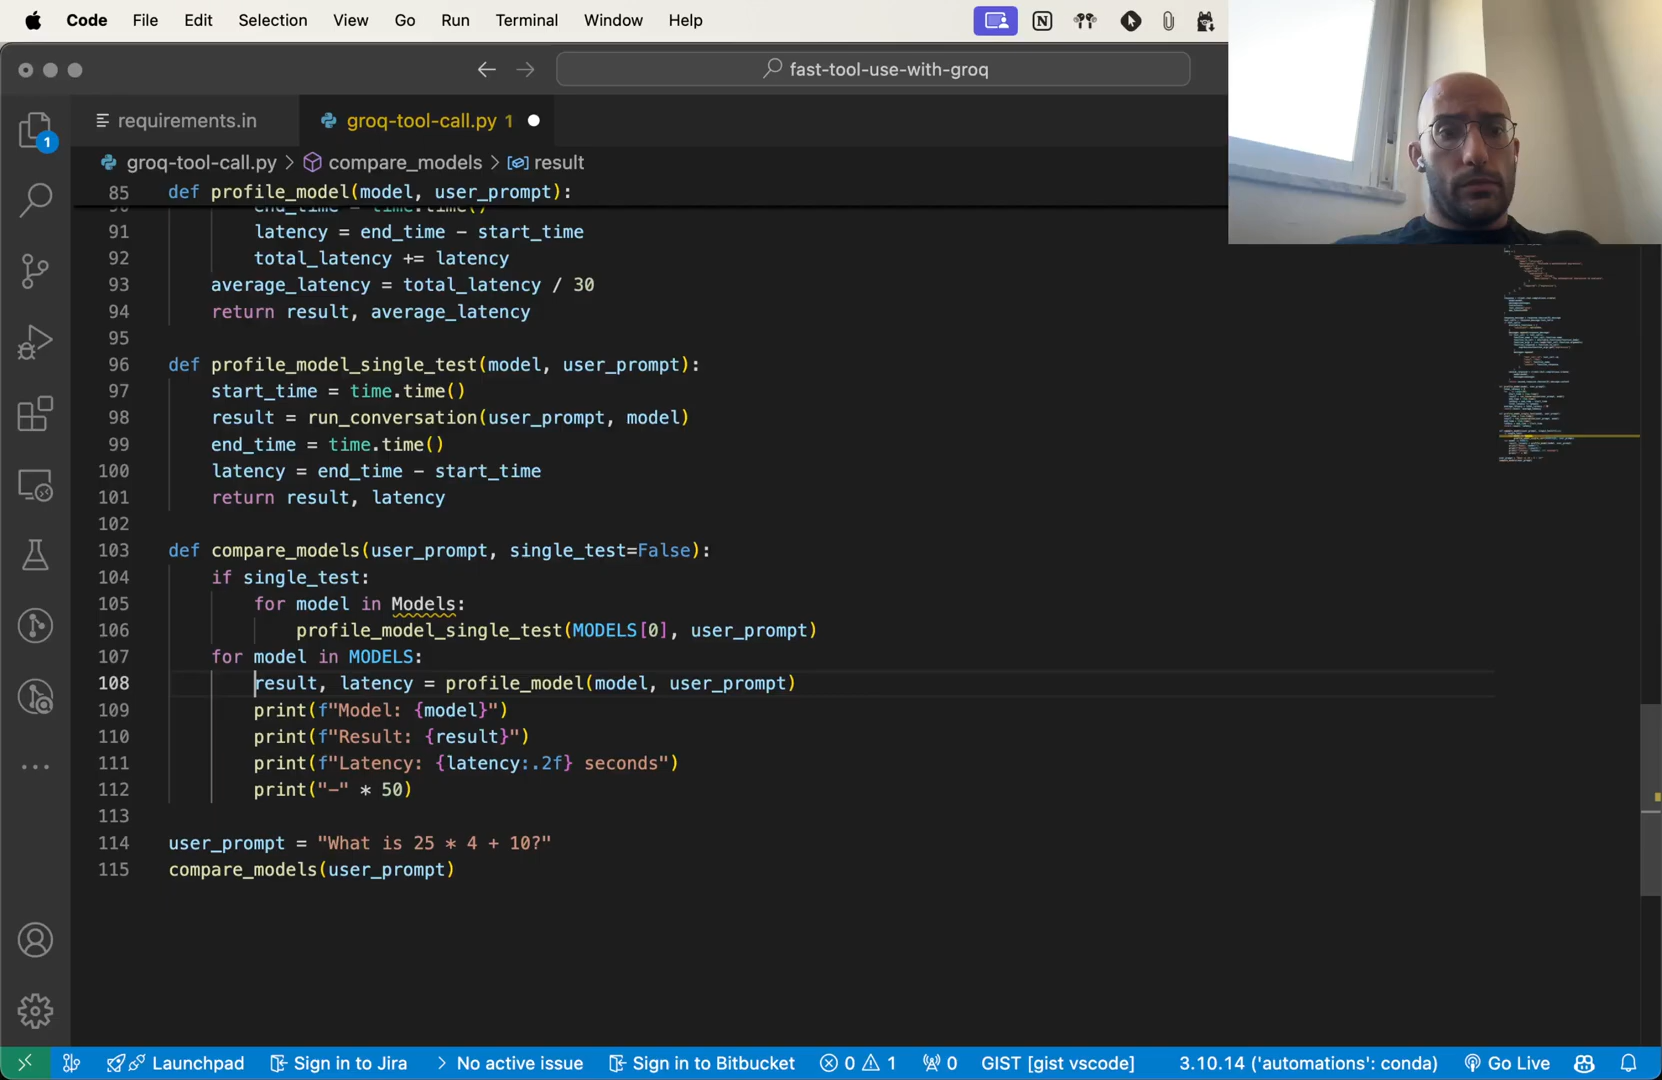 Code File Edit Selection View Go Run Terminal Window Help
fast-tool-use-with-groq
requirements.in groq-tool-call.py 1
groq-tool-call.py > compare_models > result
85 def profile_model(model, user_prompt):
91 latency = end_time - start_time
92 total_latency += latency
93 average_latency = total_latency / 30
94 return result, average_latency
95
96 def profile_model_single_test(model, user_prompt):
97 start_time = time.time()
98 result = run_conversation(user_prompt, model)
99 end_time = time.time()
100 latency = end_time - start_time
101 return result, latency
102
103 def compare_models(user_prompt, single_test=False):
104 if single_test:
105 for model in Models:
106 profile_model_single_test(MODELS[0], user_prompt)
107 for model in MODELS:
108 result, latency = profile_model(model, user_prompt)
109 print(f"Model: {model}")
110 print(f"Result: {result}")
111 print(f"Latency: {latency:.2f} seconds")
112 print("-" * 50)
113
114 user_prompt = "What is 25 * 4 + 10?"
115 compare_models(user_prompt)
1
Launchpad Sign in to Jira > No active issue Sign in to Bitbucket 0 1 0 GIST [gist vscode] 3.10.14 ('automations': conda) Go Live